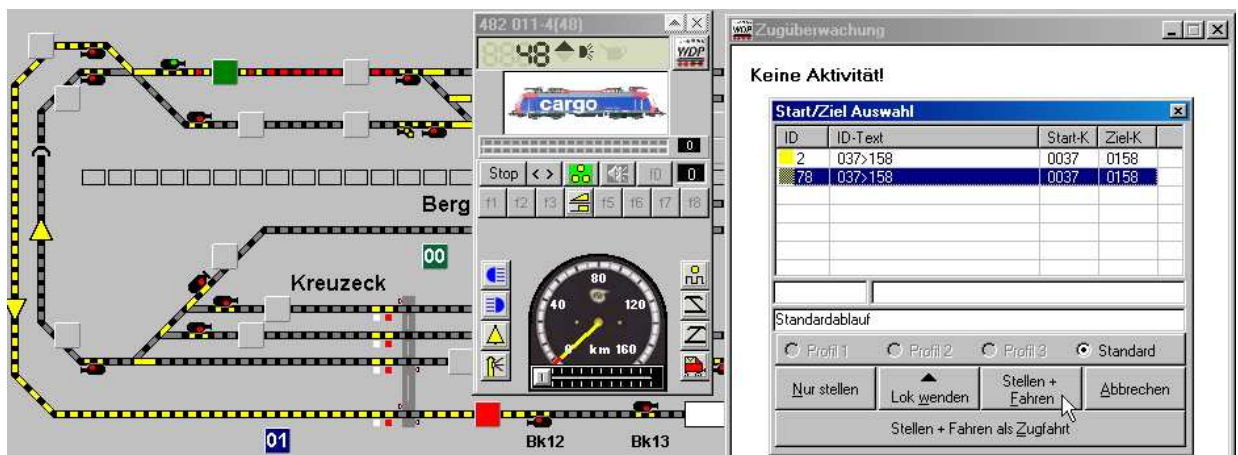 482 011-4(48)
48
WDP
cargo
0
Stop < > f0 0
f1 f2 f3 f5 f6 f7 f8
Berg
00
Kreuzeck
80
40 120
0 km 160
01
Bk12 Bk13
WDP Zugüberwachung
Keine Aktivität!
Start/Ziel Auswahl
ID ID-Text Start-K Ziel-K
2 037>158 0037 0158
78 037>158 0037 0158
Standardablauf
Profil 1 Profil 2 Profil 3 Standard
Nur stellen
Lok wenden
Stellen +
Fahren
Abbrechen
Stellen + Fahren als Zugfahrt